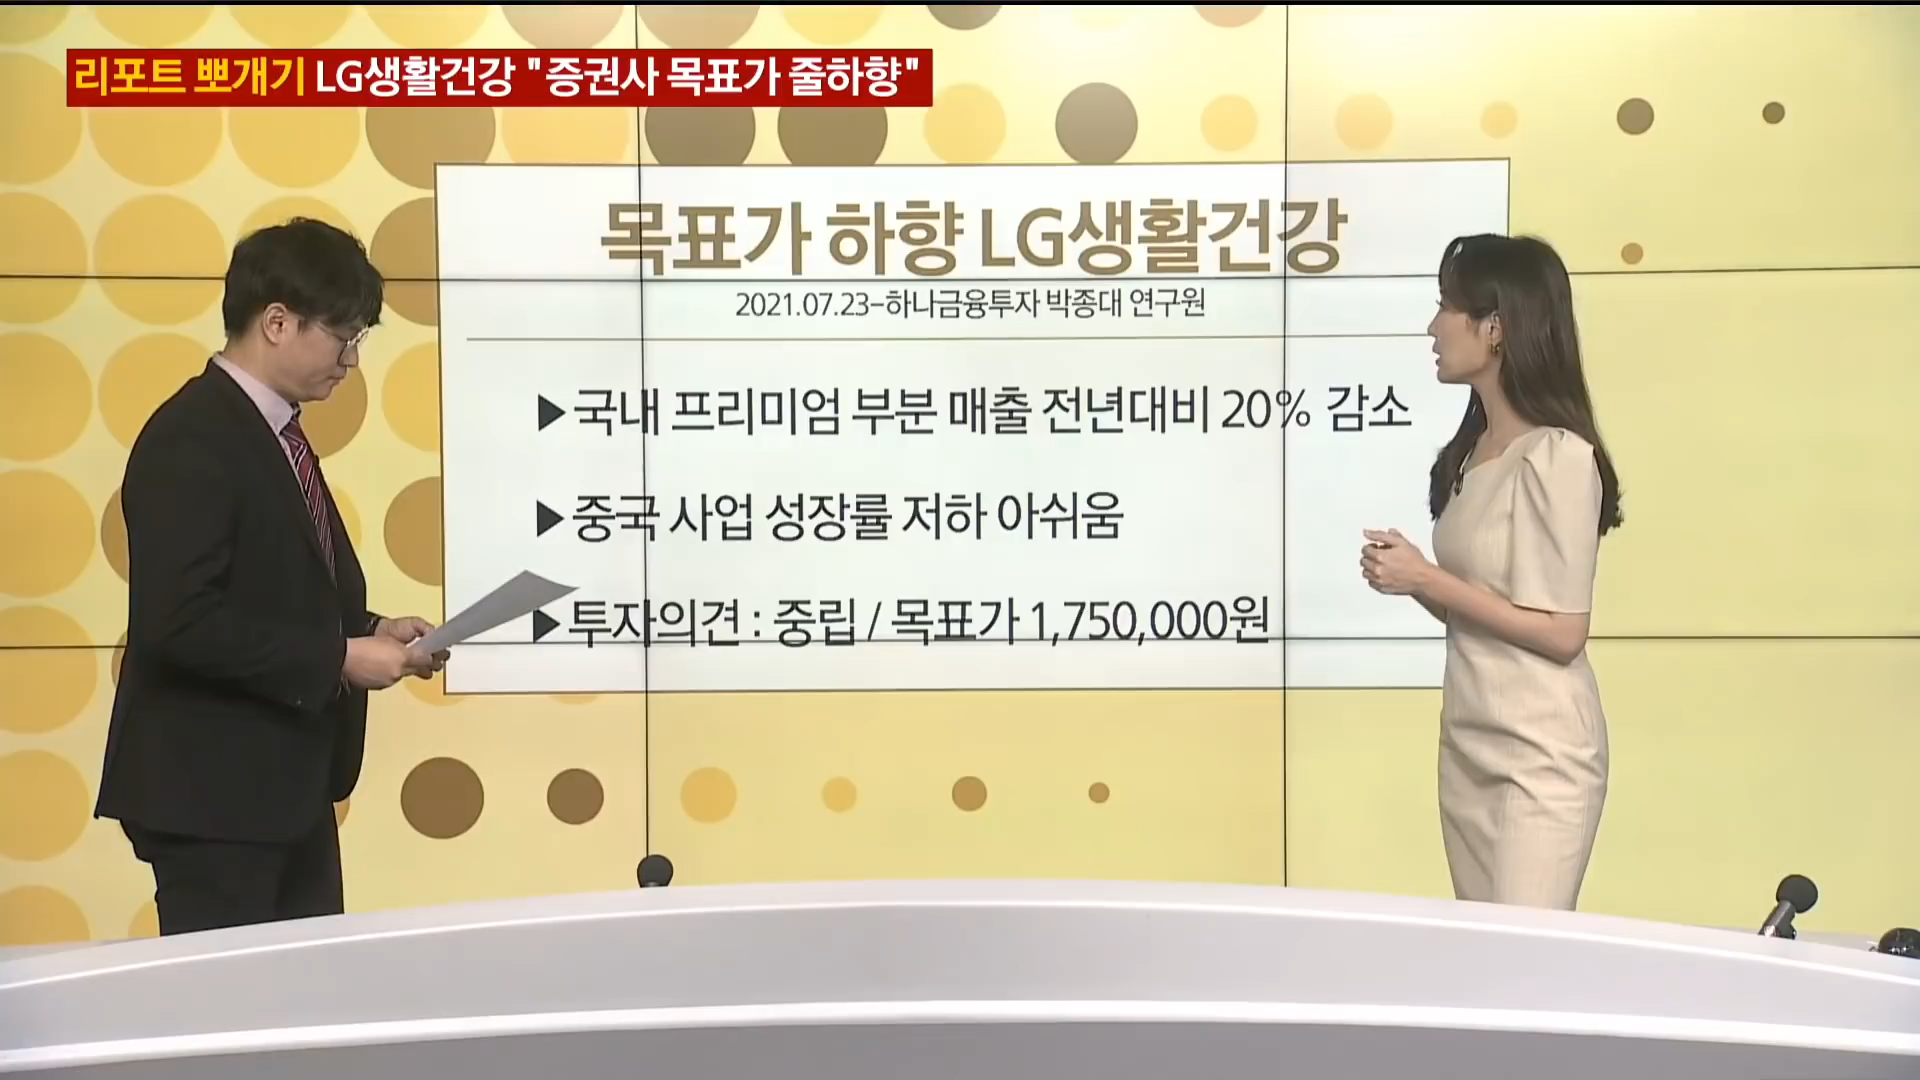 리포트 뽀개기 LG생활건강 "증권사 목표가 줄하향"
목표가 하향 LG생활건강
2021.07.23-하나금융투자 박종대 연구원
▶국내 프리미엄 부분 매출 전년대비 20% 감소
▶중국 사업 성장률 저하 아쉬움
▶투자의견 : 중립 / 목표가 1,750,000원